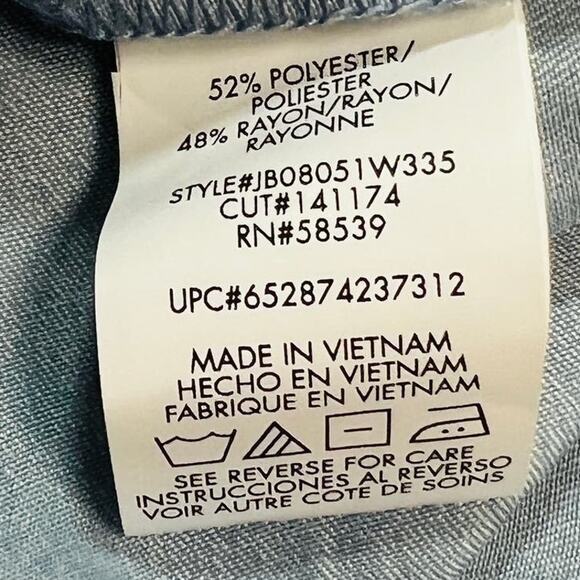 52% POLYESTER/
POLIESTER
48% RAYON/RAYON/
RAYONNE
STYLE#JB08051W335
CUT#141174
RN#58539
UPC#652874237312
MADE IN VIETNAM
HECHO EN VIETNAM
FABRIQUE EN VIETNAM
SEE REVERSE FOR CARE
INSTRUCCIONES AL REVERSO
VOIR AUTRE COTE DE SOINS